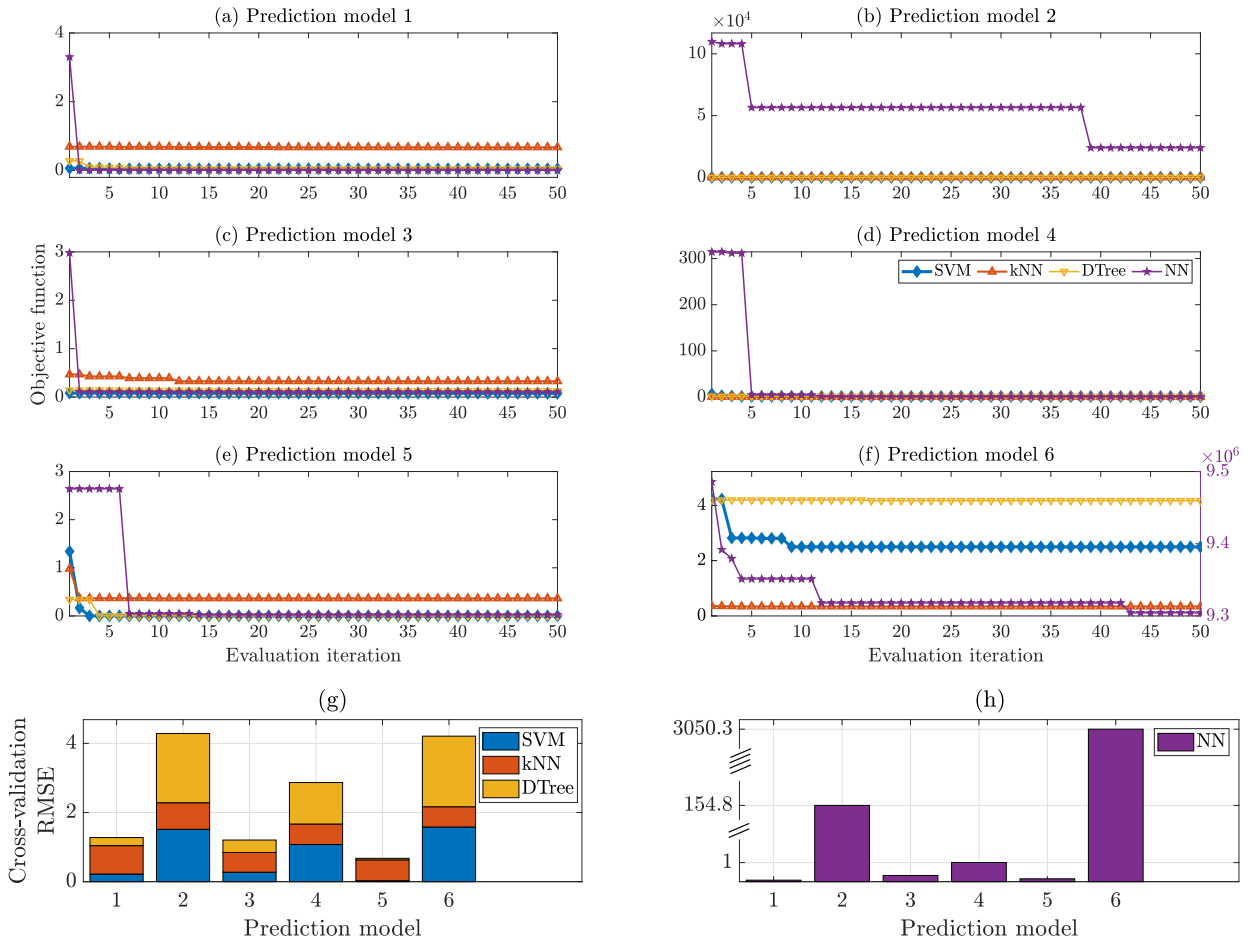 (a) Prediction model 1
4
2
0
5 10 15 20 25 30 35 40 45 50
(b) Prediction model 2
×10⁴
10
5
0
5 10 15 20 25 30 35 40 45 50
(c) Prediction model 3
Objective function
3
2
1
0
5 10 15 20 25 30 35 40 45 50
(d) Prediction model 4
SVM kNN DTree NN
300
200
100
0
5 10 15 20 25 30 35 40 45 50
(e) Prediction model 5
3
2
1
0
5 10 15 20 25 30 35 40 45 50
Evaluation iteration
(f) Prediction model 6
×10⁶
4
2
0
9.5
9.4
9.3
5 10 15 20 25 30 35 40 45 50
Evaluation iteration
(g)
Cross-validation
RMSE
4
2
0
SVM
kNN
DTree
1 2 3 4 5 6
Prediction model
(h)
3050.3
154.8
1
NN
1 2 3 4 5 6
Prediction model